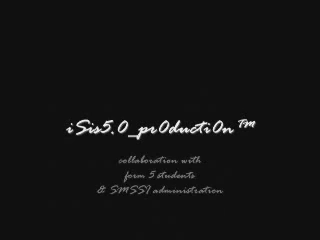 iSis5.0_pr0ducti0n™
collaboration with
form 5 students
& SMSSI administration